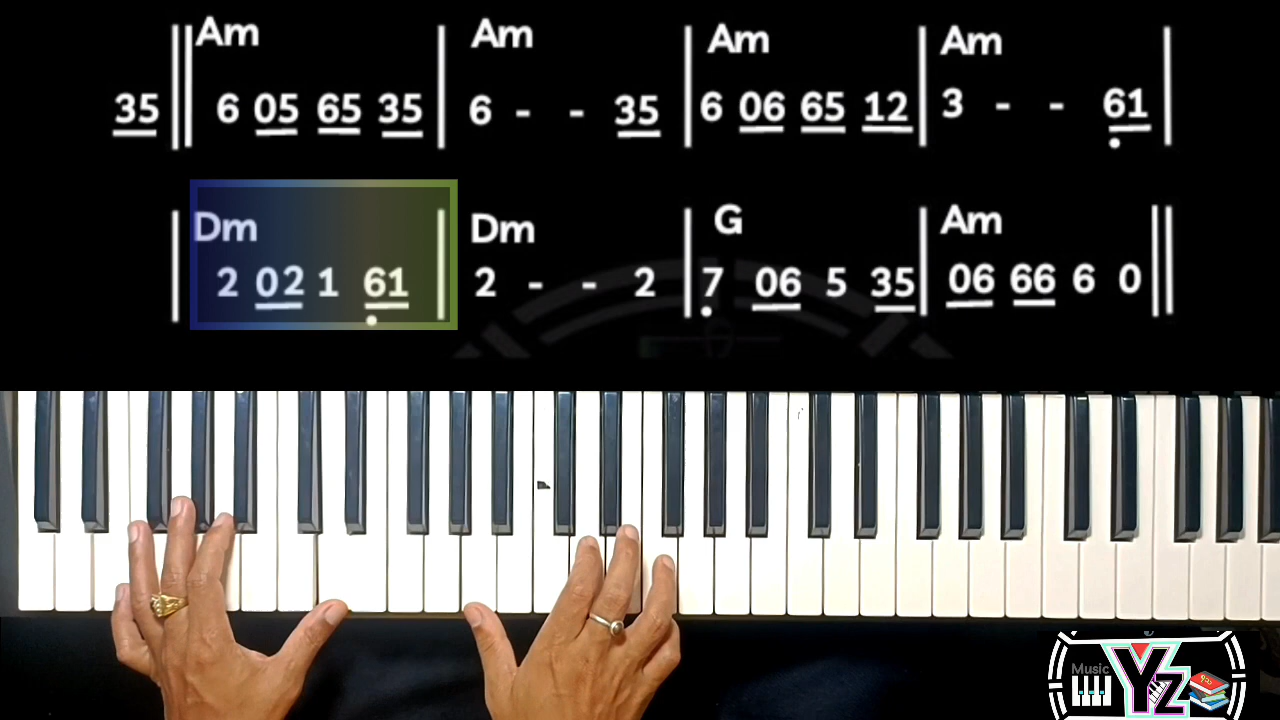 Am Am Am Am
35 6 05 65 35 6 - - 35 6 06 65 12 3 - - 61
Dm Dm G Am
2 02 1 61 2 - - 2 7 06 5 35 06 66 6 0
Music YZ